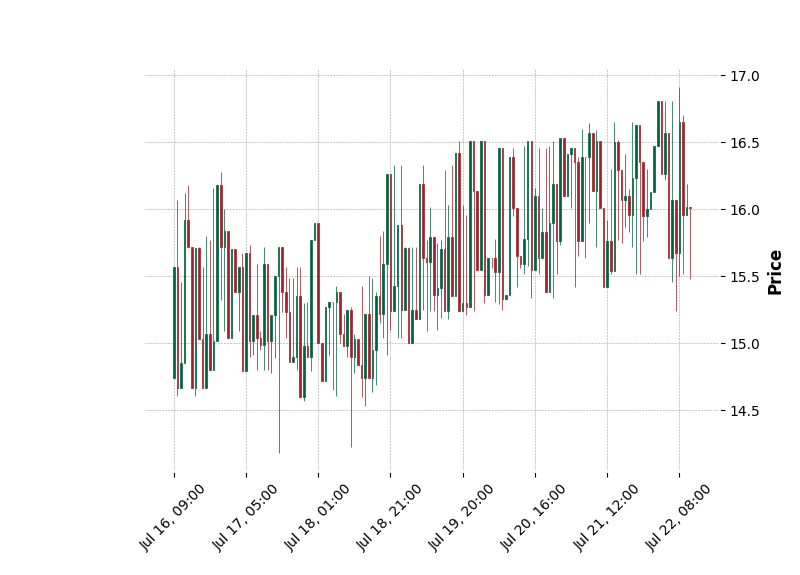 17.0
16.5
16.0
15.5
15.0
14.5
Price
Jul 16, 09:00
Jul 17, 05:00
Jul 18, 01:00
Jul 18, 21:00
Jul 19, 20:00
Jul 20, 16:00
Jul 21, 12:00
Jul 22, 08:00